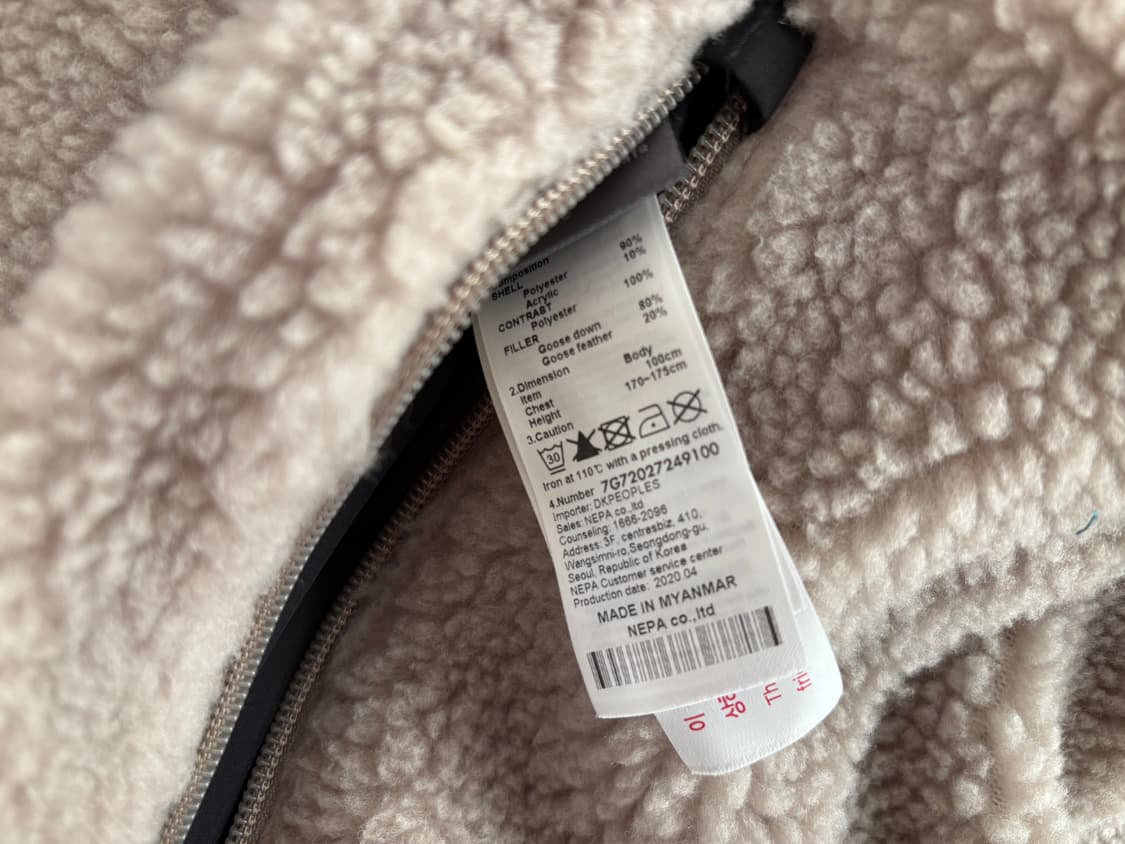 Composition
SHELL
Polyester 90%
Acrylic 10%
CONTRAST
Polyester 100%
FILLER
Goose down 80%
Goose feather 20%
2.Dimension
Item Body
Chest 100cm
Height 170-175cm
3.Caution
30
Iron at 110℃ with a pressing cloth.
4.Number 7G72027249100
Importer: DKPEOPLES
Sales: NEPA co.,ltd
Counseling: 1666-2096
Address: 3F, centresbiz, 410,
Wangsimni-ro,Seongdong-gu,
Seoul, Republic of Korea
NEPA Customer service center
Production date: 2020.04
MADE IN MYANMAR
NEPA co.,ltd
이
Th